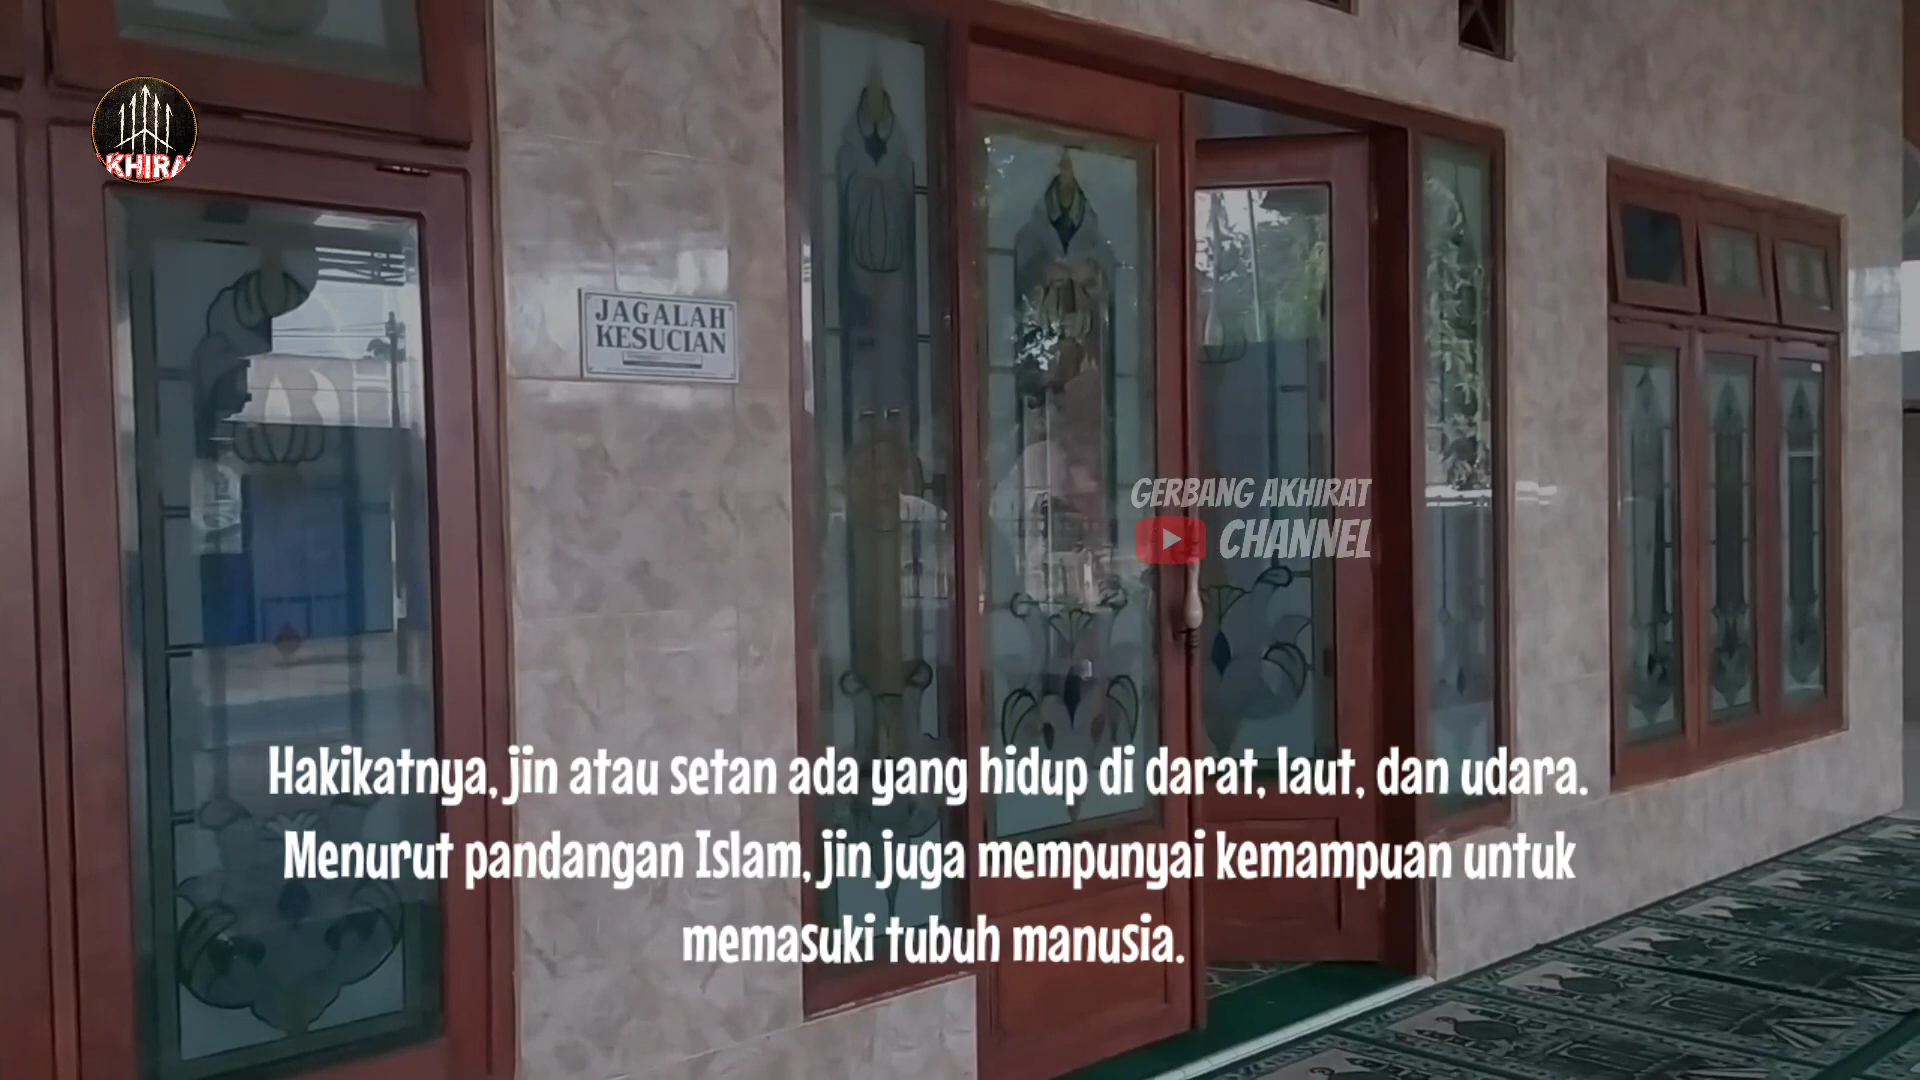 KHIRA
JAGALAH
KESUCIAN
GERBANG AKHIRAT
CHANNEL
Hakikatnya, jin atau setan ada yang hidup di darat, laut, dan udara.
Menurut pandangan Islam, jin juga mempunyai kemampuan untuk
memasuki tubuh manusia.